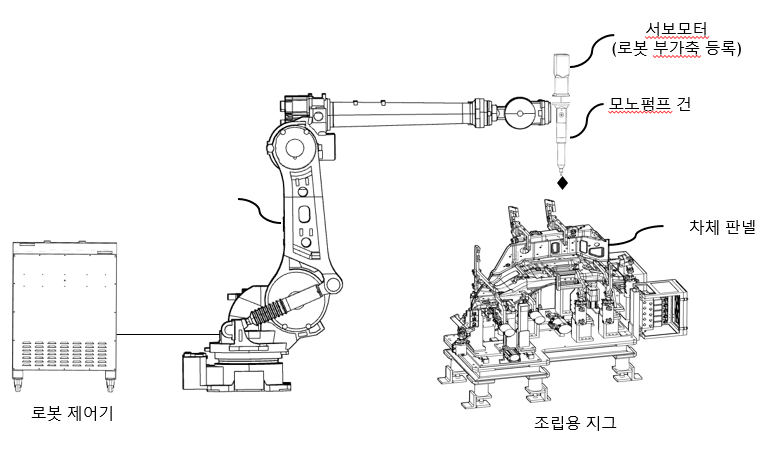 서보모터
(로봇 부가축 등록)
모노펌프 건
차체 판넬
로봇 제어기
조립용 지그